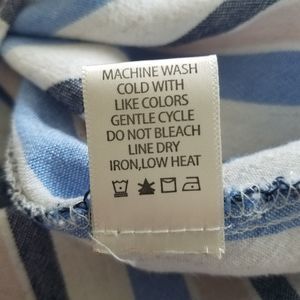 MACHINE WASH
COLD WITH
LIKE COLORS
GENTLE CYCLE
DO NOT BLEACH
LINE DRY
IRON,LOW HEAT